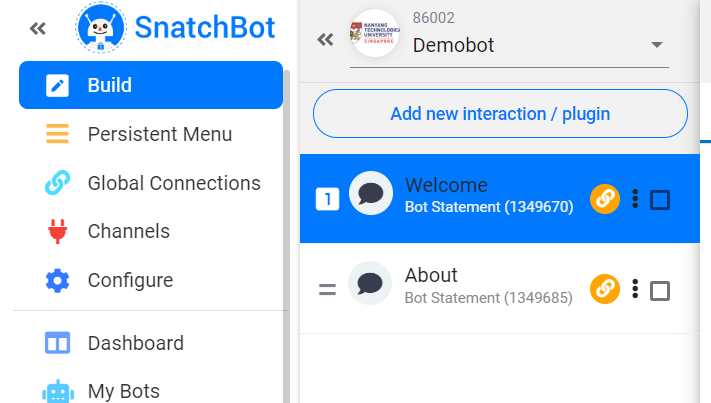 SnatchBot
Build
Persistent Menu
Global Connections
Channels
Configure
Dashboard
My Bots
NANYANG
TECHNOLOGICA
UNIVERSITY
SINGAPORE
86002
Demobot
Add new interaction / plugin
1
Welcome
Bot Statement (1349670)
About
Bot Statement (1349685)